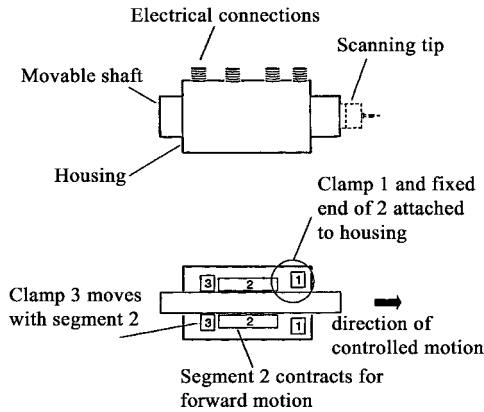 Electrical connections
Scanning tip
Movable shaft
Housing
Clamp 1 and fixed
end of 2 attached
to housing
3
2
1
Clamp 3 moves
with segment 2
3
2
1
direction of
controlled motion
Segment 2 contracts for
forward motion